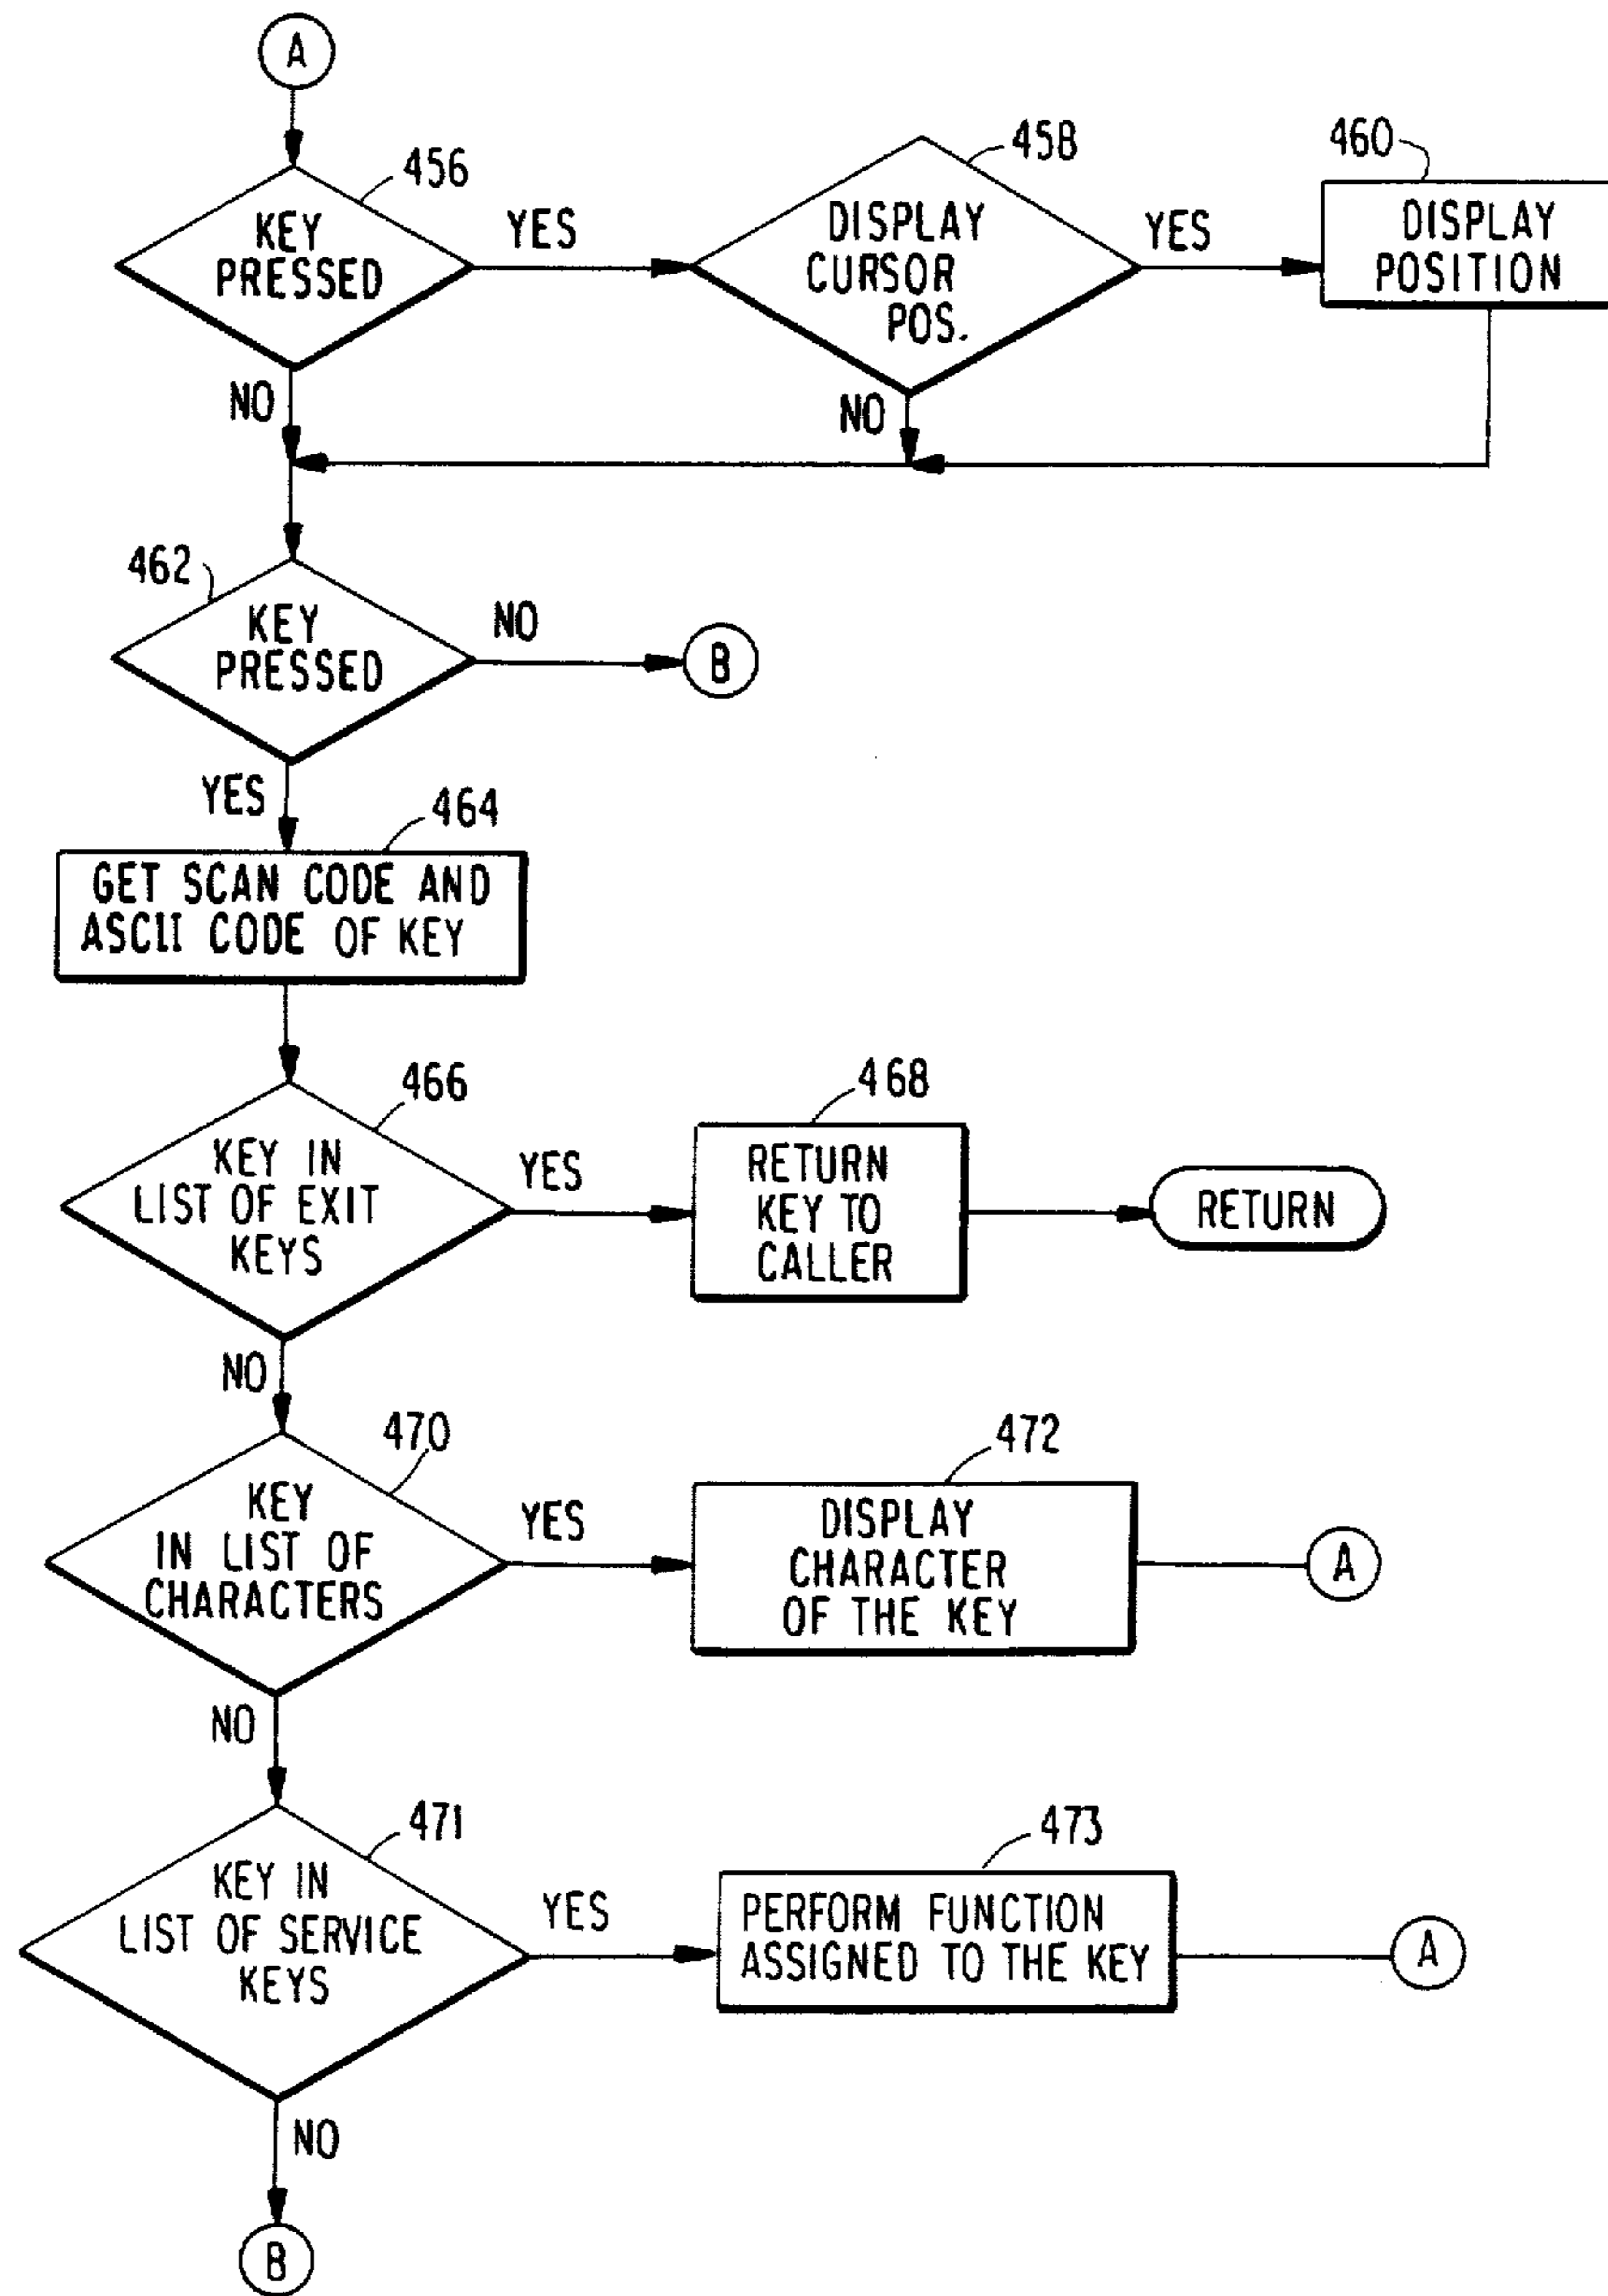 A
456
KEY
PRESSED
YES
458
DISPLAY
CURSOR
POS.
YES
460
DISPLAY
POSITION
NO
NO
462
KEY
PRESSED
NO
B
YES
464
GET SCAN CODE AND
ASCII CODE OF KEY
466
KEY IN
LIST OF EXIT
KEYS
YES
468
RETURN
KEY TO
CALLER
RETURN
NO
470
KEY
IN LIST OF
CHARACTERS
YES
472
DISPLAY
CHARACTER
OF THE KEY
A
NO
471
KEY IN
LIST OF SERVICE
KEYS
YES
473
PERFORM FUNCTION
ASSIGNED TO THE KEY
A
NO
B